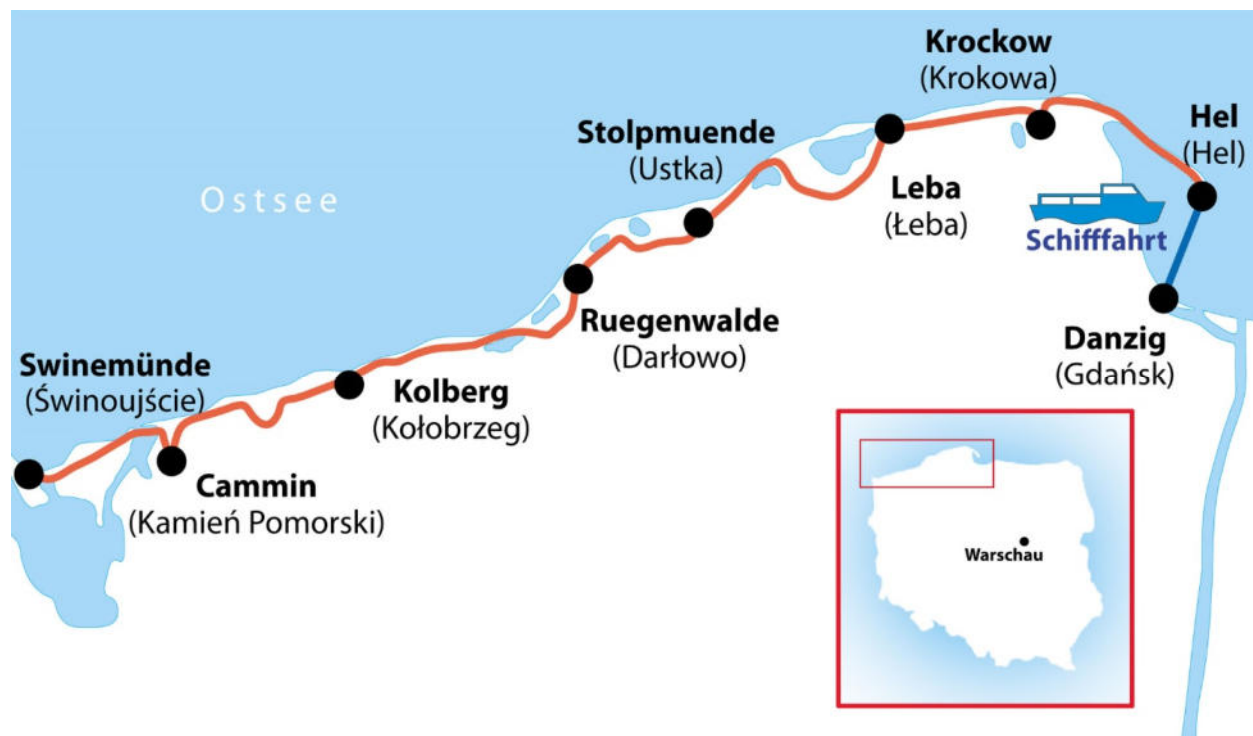 Krockow
(Krokowa)
Hel
(Hel)
Stolpmuende
(Ustka)
Ostsee
Leba
(Łeba)
Schifffahrt
Ruegenwalde
(Darłowo)
Danzig
(Gdańsk)
Swinemünde
(Świnoujście)
Kolberg
(Kołobrzeg)
Cammin
(Kamień Pomorski)
Warschau